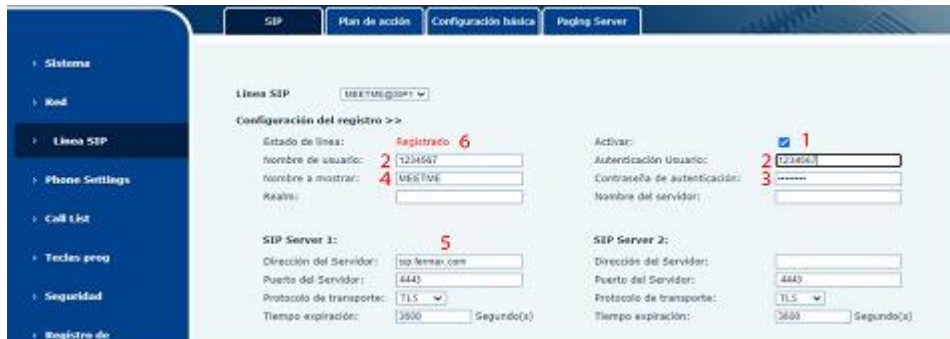 SIP Plan de acción Configuración básica Paging Server
› Sistema
› Red
› Línea SIP
› Phone Settings
› Call List
› Teclas prog
› Seguridad
› Registro de
Línea SIP MEETME@SIP1
Configuración del registro >>
Estado de línea: Registrado 6 Activar: 1
Nombre de usuario: 2 1234567 Autenticación Usuario: 2 1234567
Nombre a mostrar: 4 MEETME Contraseña de autenticación: 3 ········
Realm: Nombre del servidor:
SIP Server 1: 5 SIP Server 2:
Dirección del Servidor: sip.fermax.com Dirección del Servidor:
Puerto del Servidor: 4443 Puerto del Servidor: 4443
Protocolo de transporte: TLS Protocolo de transporte: TLS
Tiempo expiración: 3600 Segundo(s) Tiempo expiración: 3600 Segundo(s)